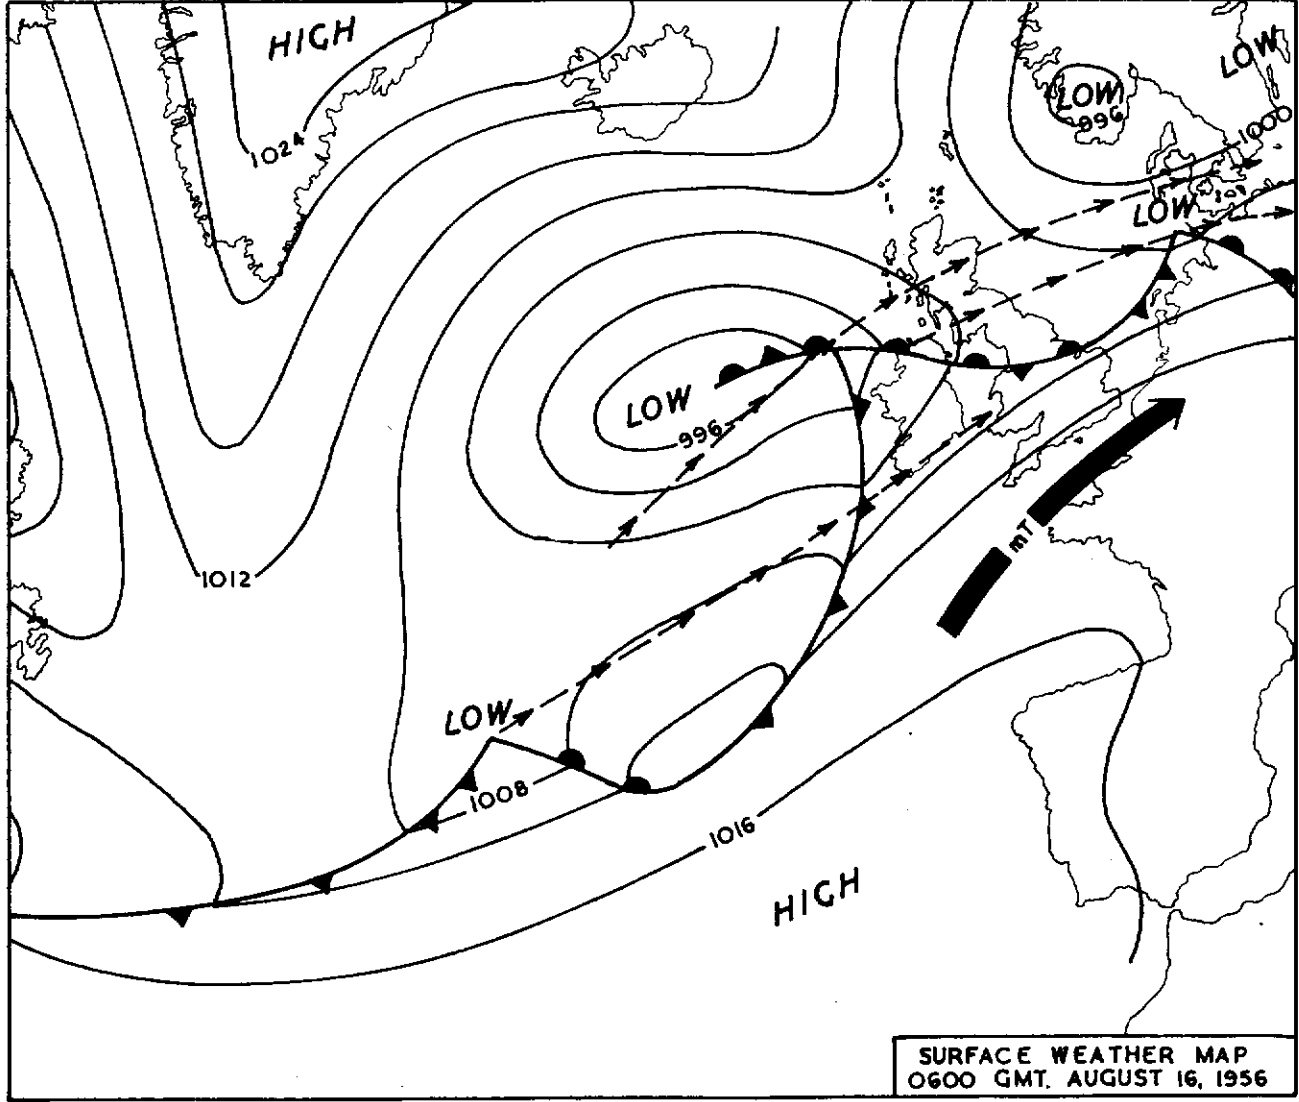 HIGH
LOW
LOW
996
1000
1024
LOW
LOW
996
mT
1012
LOW
1008
1016
HIGH
SURFACE WEATHER MAP
0600 GMT. AUGUST 16, 1956